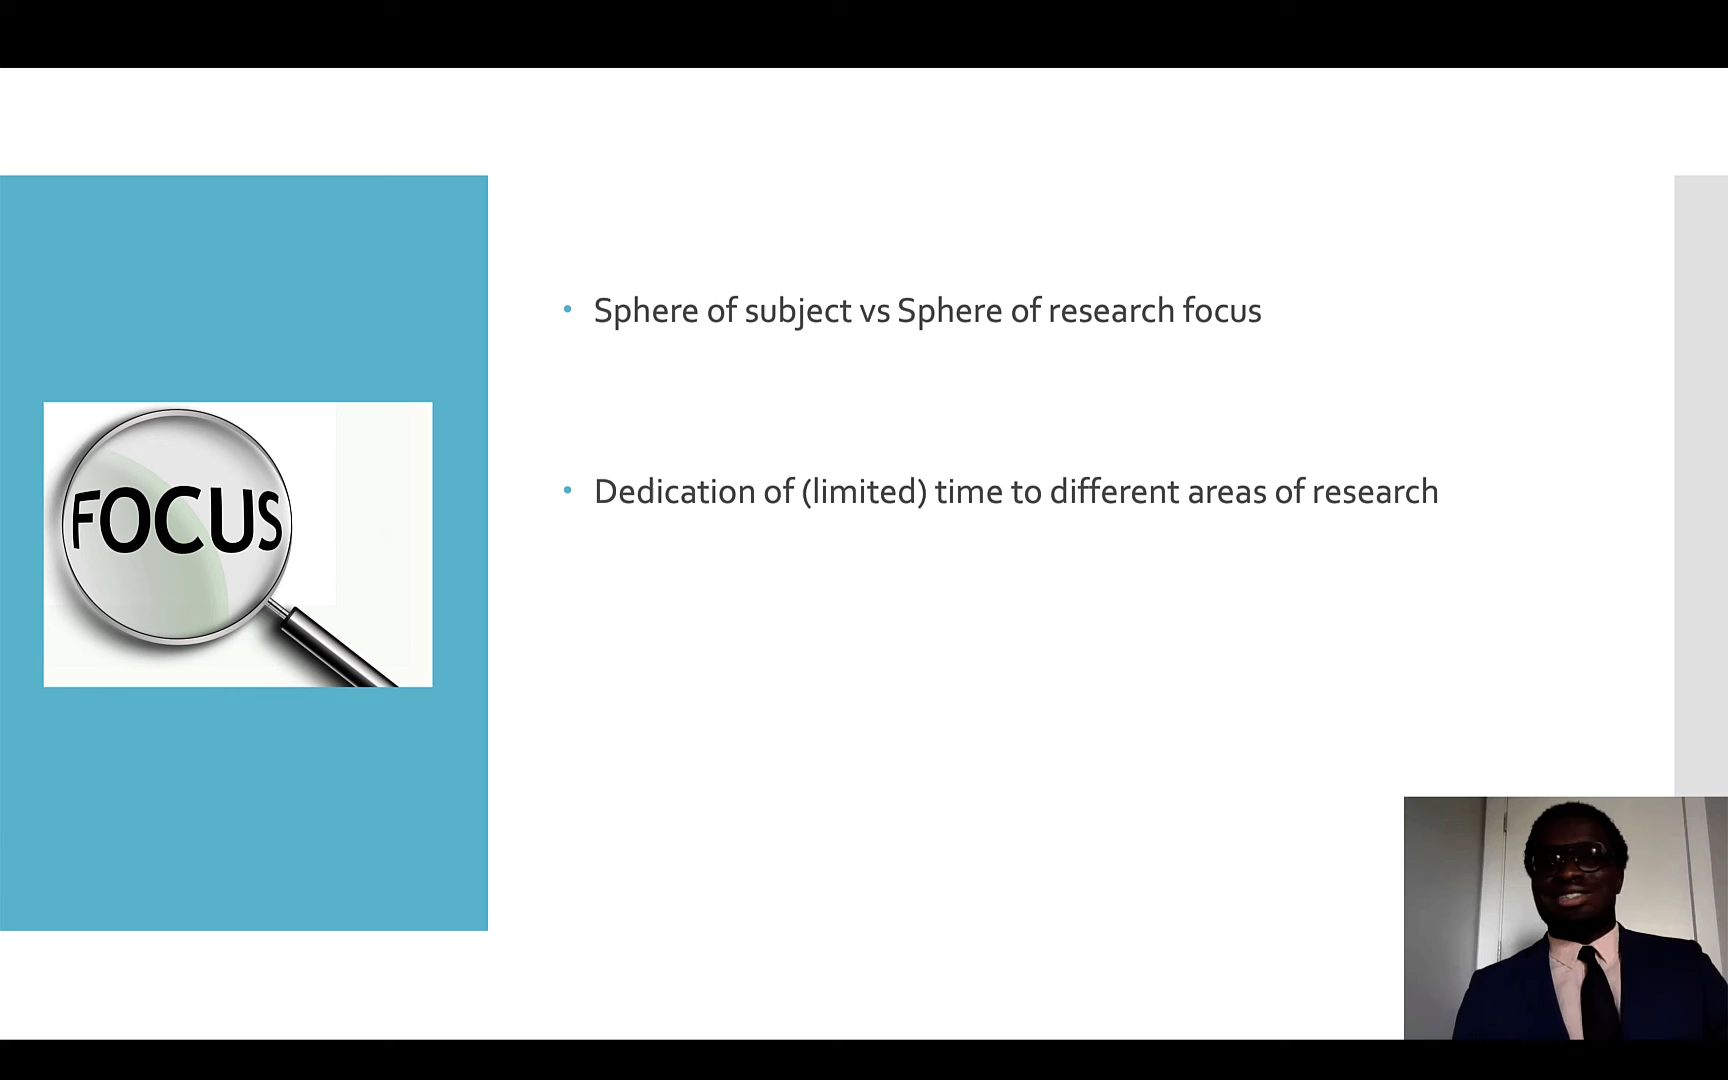 FOCUS
Sphere of subject vs Sphere of research focus
Dedication of (limited) time to different areas of research